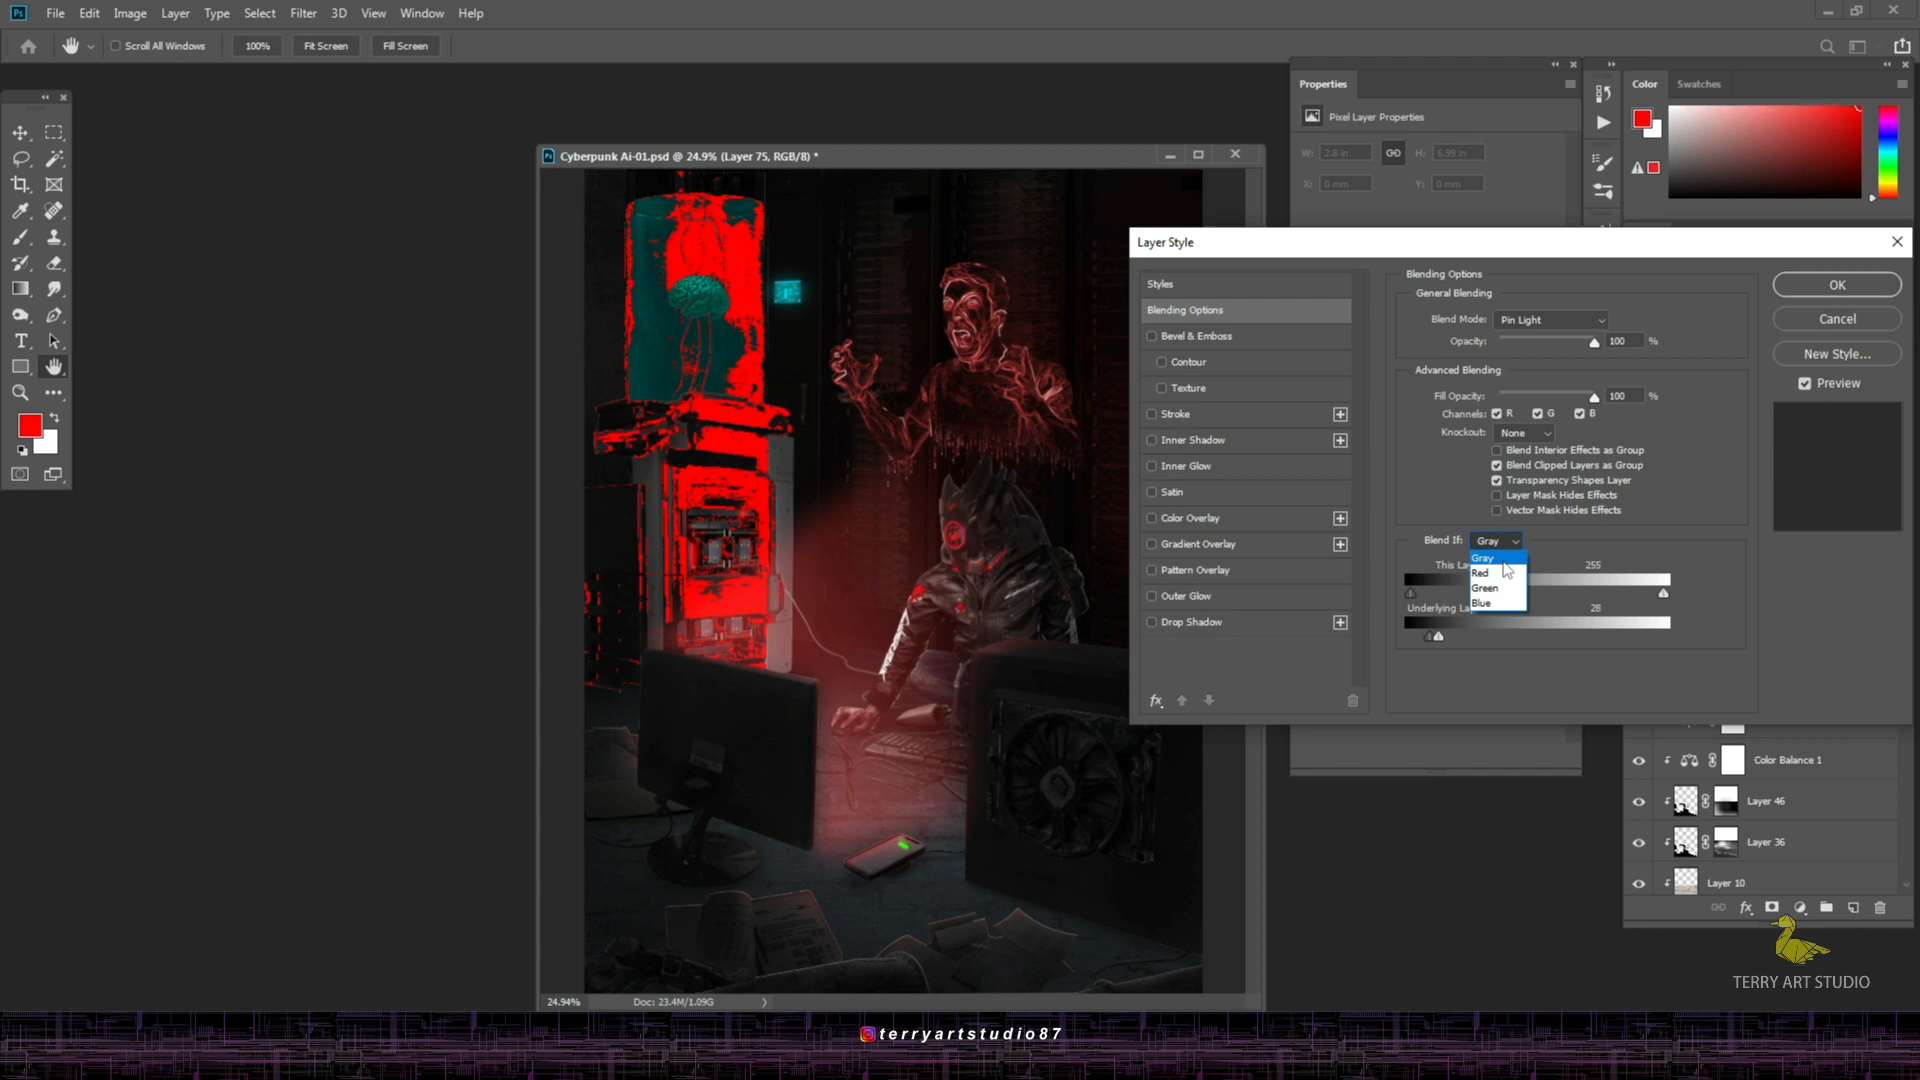 Ps File Edit Image Layer Type Select Filter 3D View Window Help
Scroll All Windows 100% Fit Screen Fill Screen
Properties
Color Swatches
Pixel Layer Properties
W: 2.8 in H: 6.99 in
X: 0 mm Y: 0 mm
Cyberpunk Ai-01.psd @ 24.9% (Layer 75, RGB/8) *
Layer Style
Styles
Blending Options
Bevel & Emboss
Contour
Texture
Stroke
Inner Shadow
Inner Glow
Satin
Color Overlay
Gradient Overlay
Pattern Overlay
Outer Glow
Drop Shadow
fx
Blending Options
General Blending
Blend Mode: Pin Light
Opacity: 100 %
Advanced Blending
Fill Opacity: 100 %
Channels: R G B
Knockout: None
Blend Interior Effects as Group
Blend Clipped Layers as Group
Transparency Shapes Layer
Layer Mask Hides Effects
Vector Mask Hides Effects
Blend If: Gray
Gray
Red
Green
Blue
This La 255
Underlying La 28
OK
Cancel
New Style...
Preview
Color Balance 1
Layer 46
Layer 36
Layer 10
fx
24.94% Doc: 23.4M/1.09G
TERRY ART STUDIO
terryartstudio87